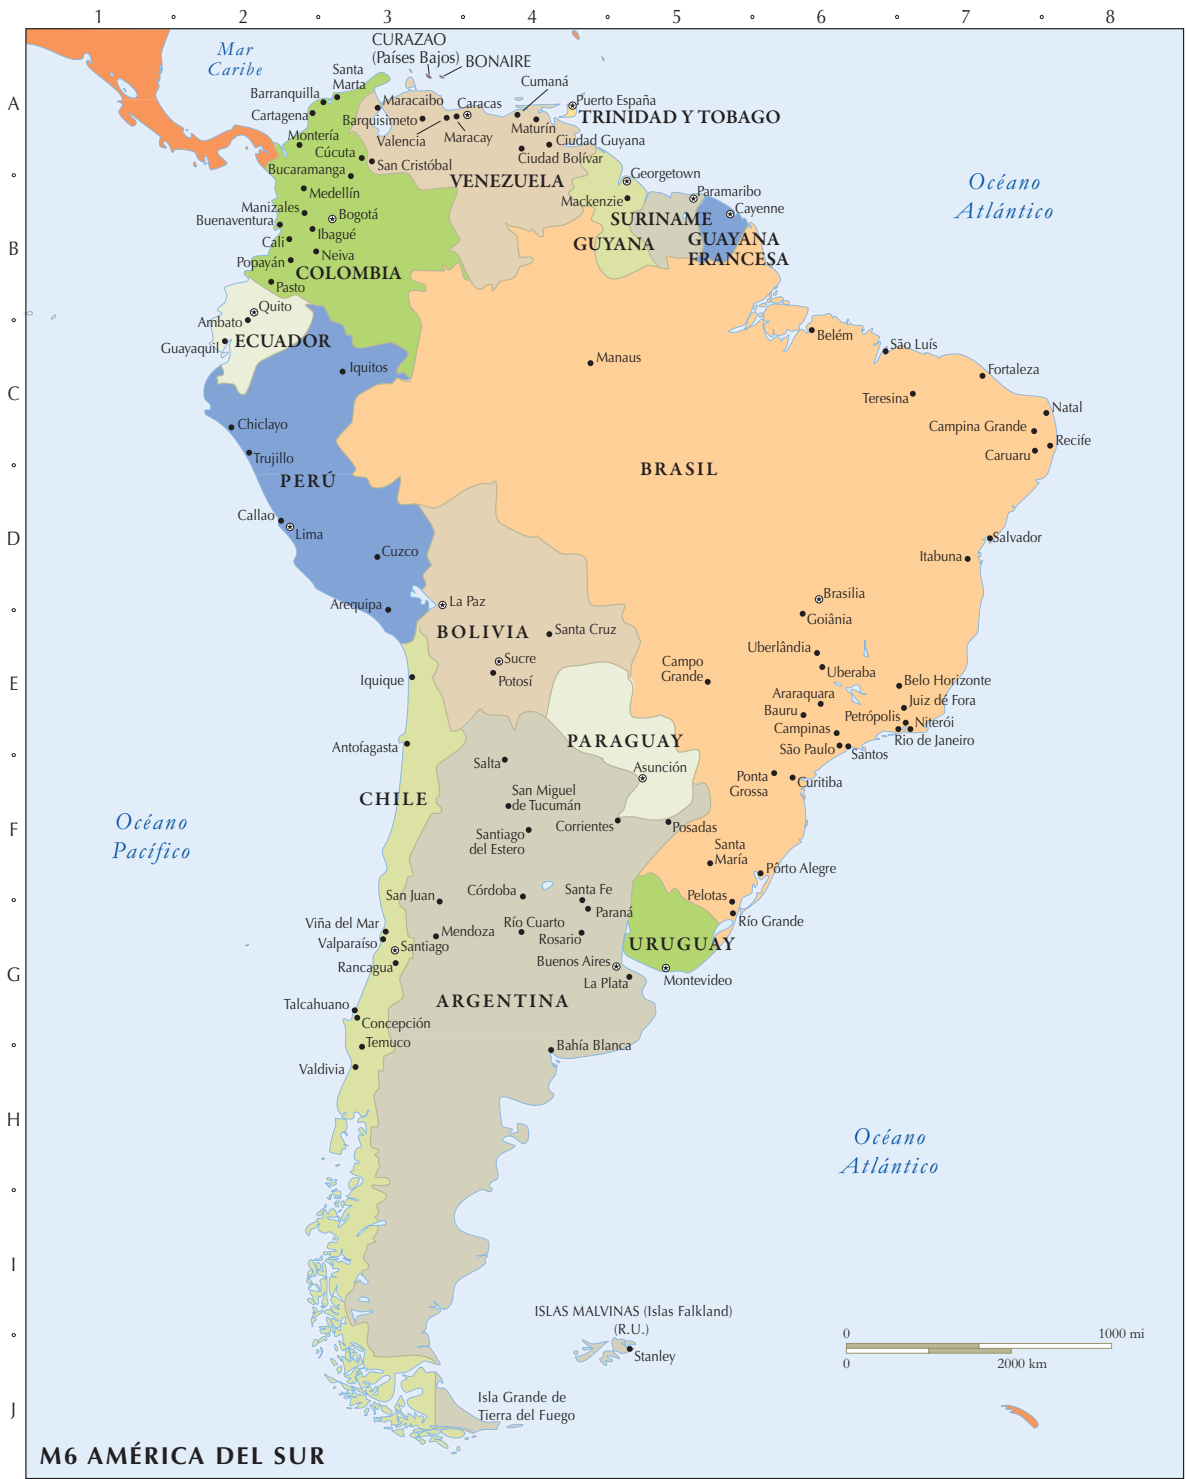 1 2 3 4 5 6 7 8
A
B
C
D
E
F
G
H
I
J
Mar
Caribe
CURAZAO
(Países Bajos)
BONAIRE
Santa
Marta
Barranquilla
Cartagena
Montería
Cúcuta
Bucaramanga
Medellín
Manizales
Bogotá
Buenaventura
Ibagué
Cali
Neiva
Popayán
COLOMBIA
Pasto
Maracaibo
Barquisimeto
Caracas
Cumaná
Valencia
Maracay
Maturín
Puerto España
TRINIDAD Y TOBAGO
Ciudad Guyana
Ciudad Bolívar
San Cristóbal
VENEZUELA
Georgetown
Mackenzie
Paramaribo
Cayenne
SURINAME
GUYANA
GUAYANA
FRANCESA
Océano
Atlántico
Quito
Ambato
ECUADOR
Guayaquil
Iquitos
Chiclayo
Trujillo
PERÚ
Callao
Lima
Cuzco
Arequipa
Manaus
Belém
São Luís
Fortaleza
Teresina
Natal
Campina Grande
Recife
Caruaru
BRASIL
Salvador
Itabuna
Brasilia
Goiânia
Uberlândia
Uberaba
Campo
Grande
Belo Horizonte
Araraquara
Juiz de Fora
Bauru
Petrópolis
Niterói
Campinas
Rio de Janeiro
São Paulo
Santos
Ponta
Grossa
Curitiba
Santa
María
Pôrto Alegre
Pelotas
Río Grande
La Paz
BOLIVIA
Santa Cruz
Sucre
Potosí
PARAGUAY
Asunción
Iquique
Antofagasta
CHILE
Océano
Pacífico
Viña del Mar
Valparaíso
Santiago
Rancagua
Talcahuano
Concepción
Temuco
Valdivia
Salta
San Miguel
de Tucumán
Santiago
del Estero
Corrientes
Posadas
San Juan
Córdoba
Santa Fe
Paraná
Mendoza
Río Cuarto
Rosario
URUGUAY
Buenos Aires
La Plata
Montevideo
ARGENTINA
Bahía Blanca
Océano
Atlántico
ISLAS MALVINAS (Islas Falkland)
(R.U.)
Stanley
Isla Grande de
Tierra del Fuego
0 1000 mi
0 2000 km
M6 AMÉRICA DEL SUR